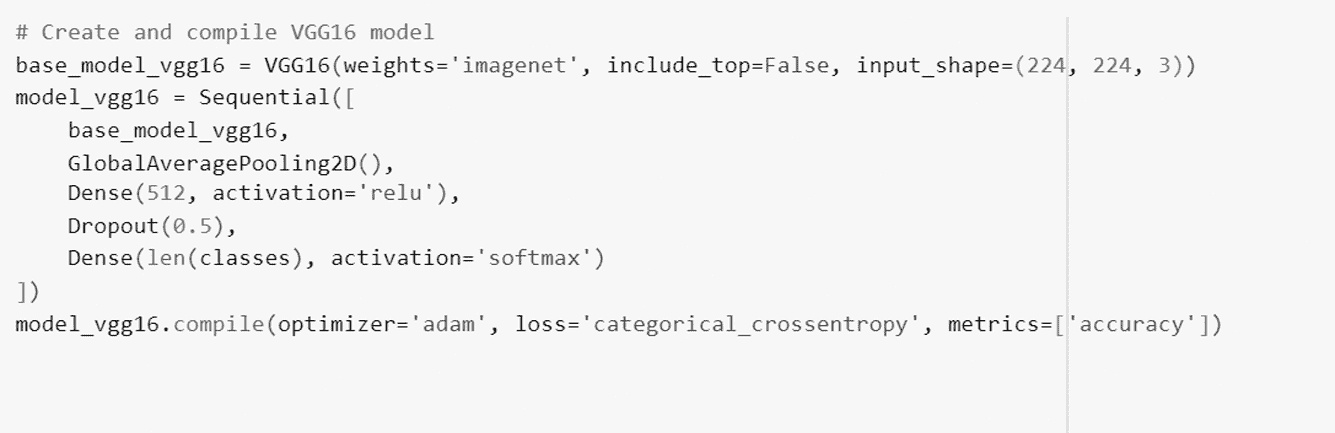 # Create and compile VGG16 model
base_model_vgg16 = VGG16(weights='imagenet', include_top=False, input_shape=(224, 224, 3))
model_vgg16 = Sequential([
    base_model_vgg16,
    GlobalAveragePooling2D(),
    Dense(512, activation='relu'),
    Dropout(0.5),
    Dense(len(classes), activation='softmax')
])
model_vgg16.compile(optimizer='adam', loss='categorical_crossentropy', metrics=['accuracy'])